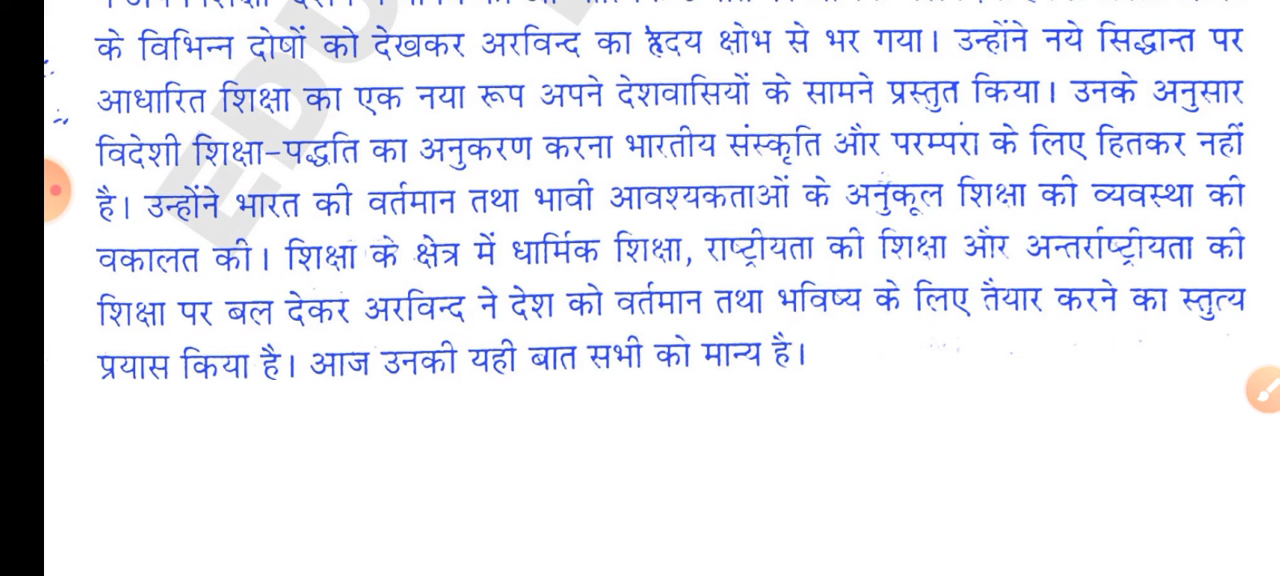 के विभिन्न दोषों को देखकर अरविन्द का हृदय क्षोभ से भर गया। उन्होंने नये सिद्धान्त पर
आधारित शिक्षा का एक नया रूप अपने देशवासियों के सामने प्रस्तुत किया। उनके अनुसार
विदेशी शिक्षा-पद्धति का अनुकरण करना भारतीय संस्कृति और परम्परा के लिए हितकर नहीं
है। उन्होंने भारत की वर्तमान तथा भावी आवश्यकताओं के अनुकूल शिक्षा की व्यवस्था की
वकालत की। शिक्षा के क्षेत्र में धार्मिक शिक्षा, राष्ट्रीयता की शिक्षा और अन्तर्राष्ट्रीयता की
शिक्षा पर बल देकर अरविन्द ने देश को वर्तमान तथा भविष्य के लिए तैयार करने का स्तुत्य
प्रयास किया है। आज उनकी यही बात सभी को मान्य है।